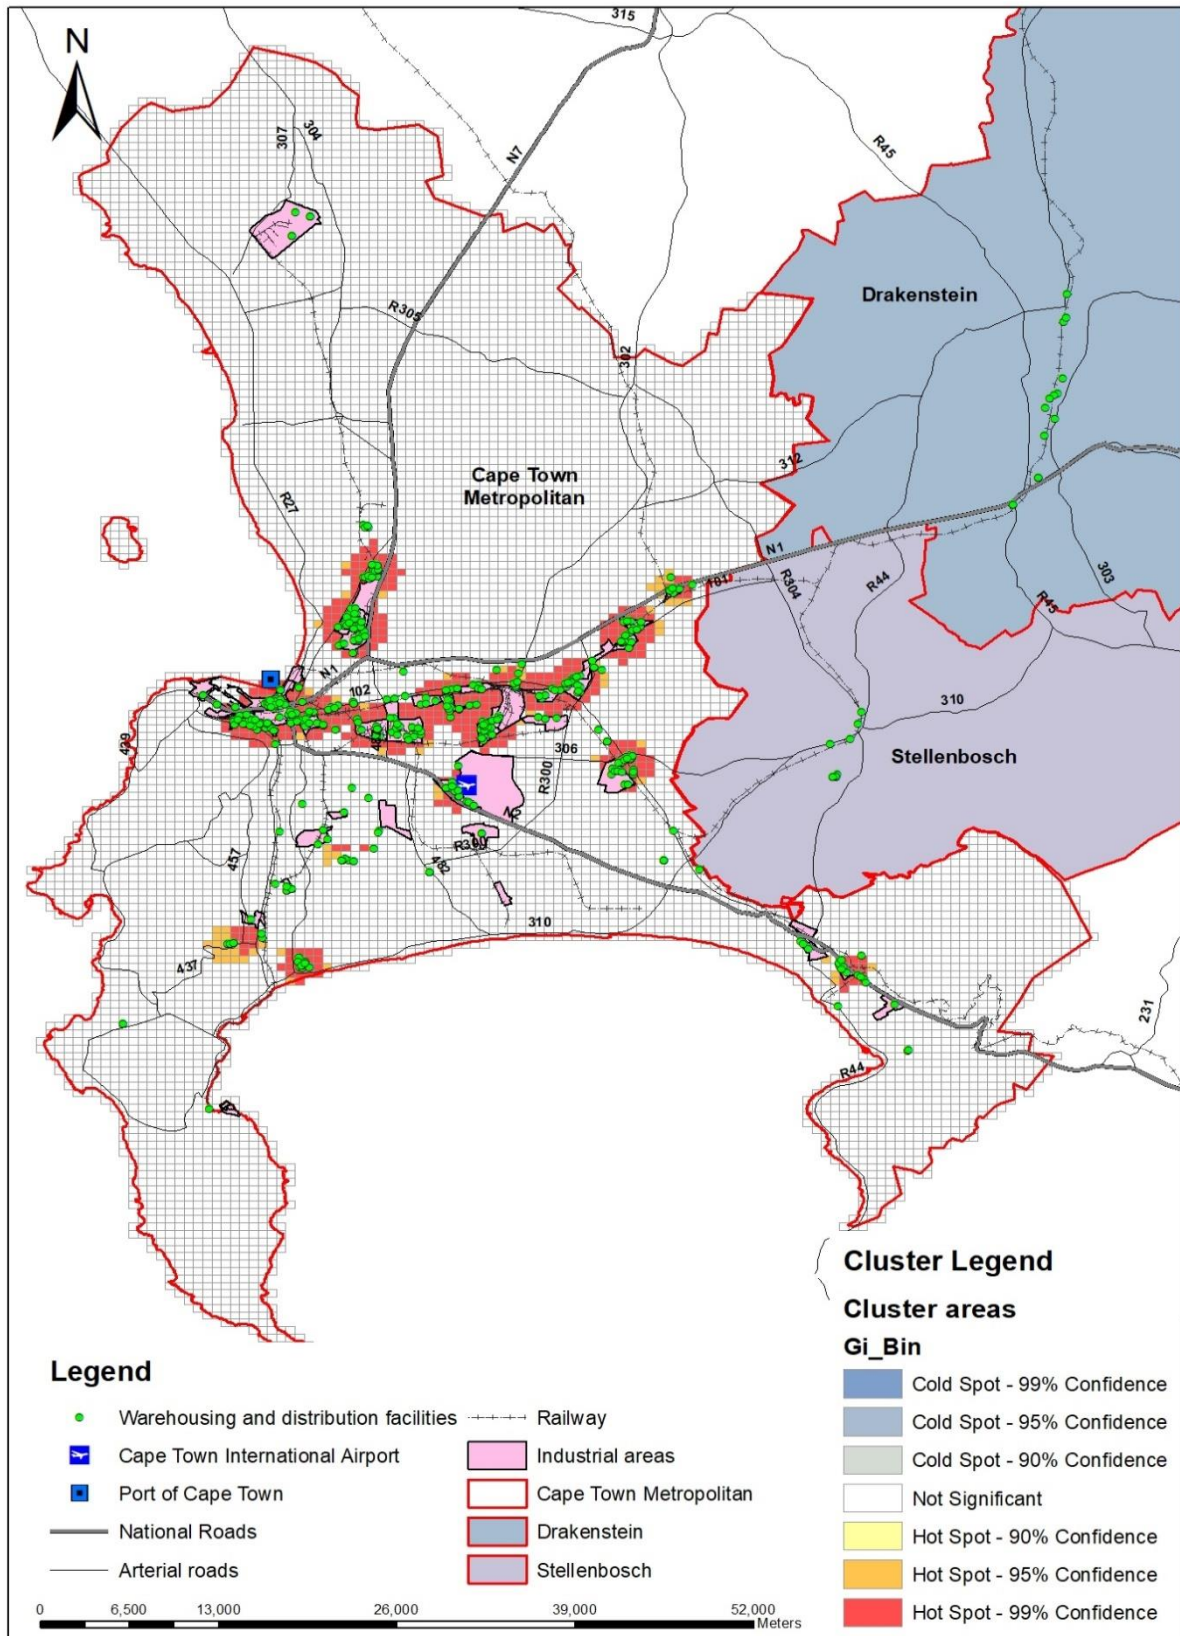 315
N
307
304
N7
R45
Drakenstein
R305
302
Cape Town
Metropolitan
312
R27
N1
101
R304
R44
303
R45
N1
102
310
429
487
306
R300
Stellenbosch
N2
R300
457
482
310
437
231
R44
Cluster Legend
Cluster areas
Gi_Bin
Cold Spot - 99% Confidence
Cold Spot - 95% Confidence
Cold Spot - 90% Confidence
Not Significant
Hot Spot - 90% Confidence
Hot Spot - 95% Confidence
Hot Spot - 99% Confidence
Legend
Warehousing and distribution facilities
Cape Town International Airport
Port of Cape Town
National Roads
Arterial roads
Railway
Industrial areas
Cape Town Metropolitan
Drakenstein
Stellenbosch
0 6,500 13,000 26,000 39,000 52,000
Meters